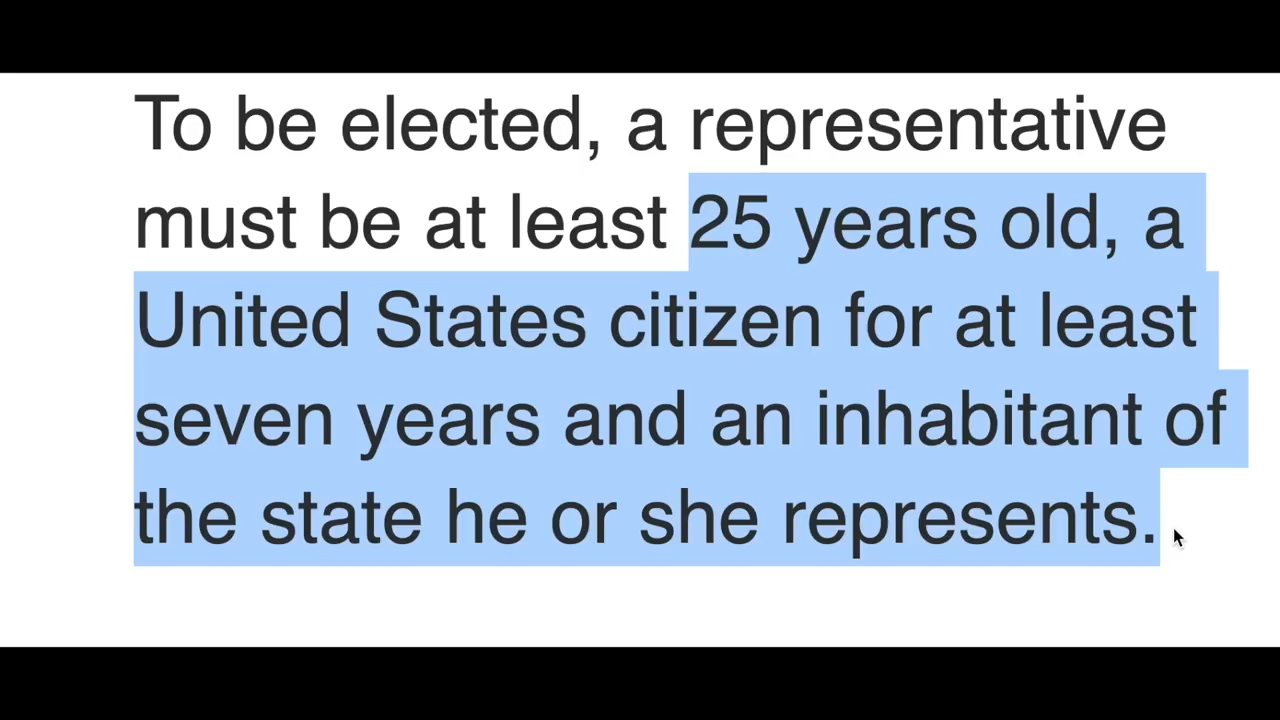 To be elected, a representative
must be at least 25 years old, a
United States citizen for at least
seven years and an inhabitant of
the state he or she represents.